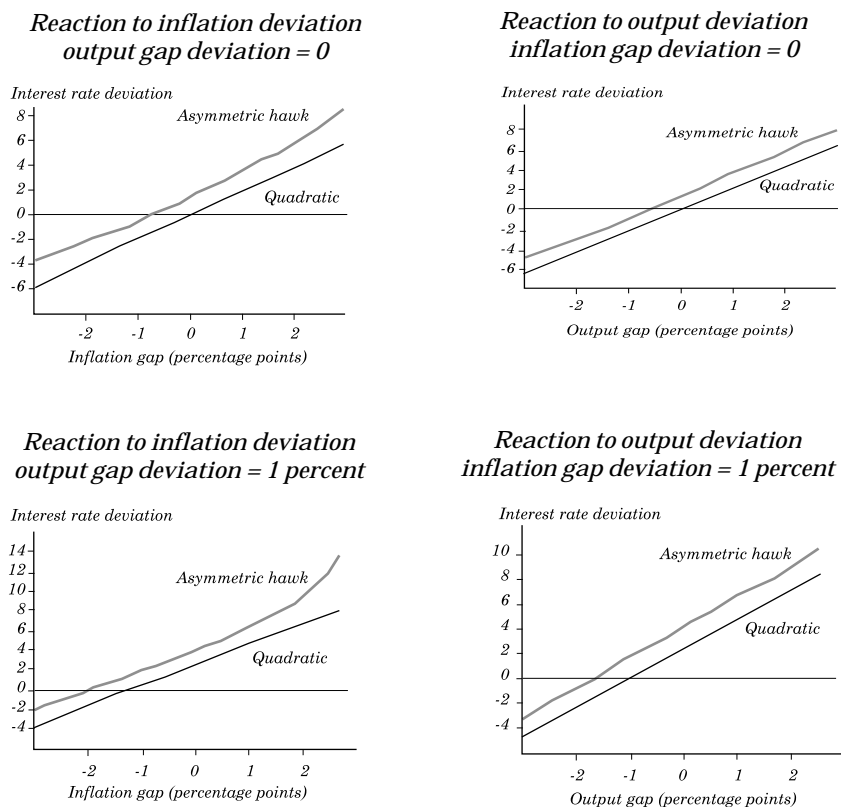 Reaction to inflation deviation
output gap deviation = 0
Interest rate deviation
8
6
4
2
0
-2
-4
-6
Asymmetric hawk
Quadratic
-2 -1 0 1 2
Inflation gap (percentage points)
Reaction to output deviation
inflation gap deviation = 0
Interest rate deviation
8
6
4
2
0
-2
-4
-6
Asymmetric hawk
Quadratic
-2 -1 0 1 2
Output gap (percentage points)
Reaction to inflation deviation
output gap deviation = 1 percent
Interest rate deviation
14
12
10
8
6
4
2
0
-2
-4
Asymmetric hawk
Quadratic
-2 -1 0 1 2
Inflation gap (percentage points)
Reaction to output deviation
inflation gap deviation = 1 percent
Interest rate deviation
10
8
6
4
2
0
-2
-4
Asymmetric hawk
Quadratic
-2 -1 0 1 2
Output gap (percentage points)